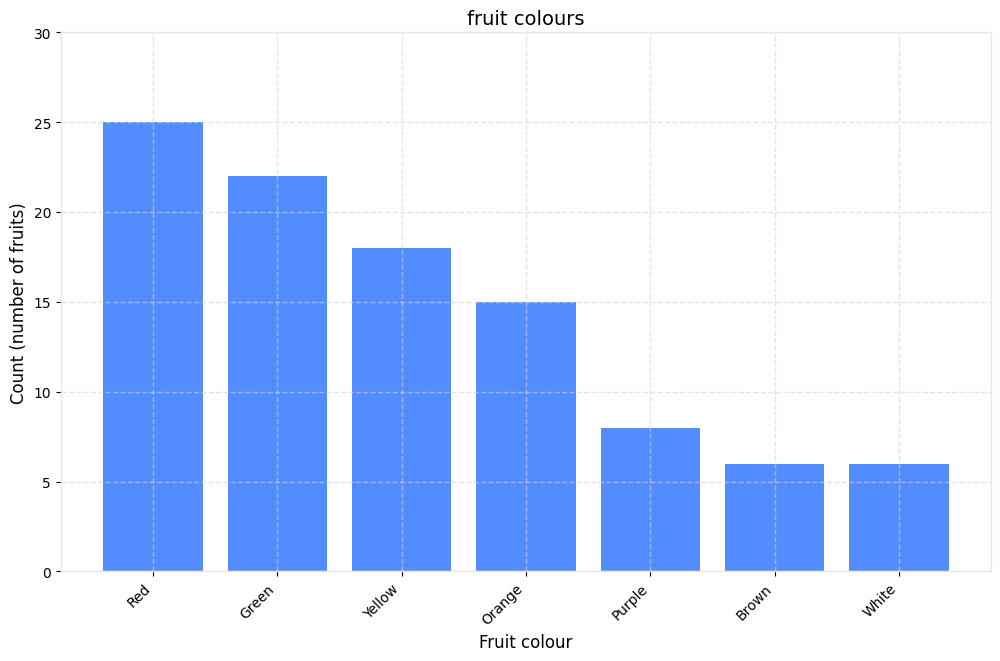 fruit colours
30
25
20
15
10
5
0
Count (number of fruits)
Red
Green
Yellow
Orange
Purple
Brown
White
Fruit colour